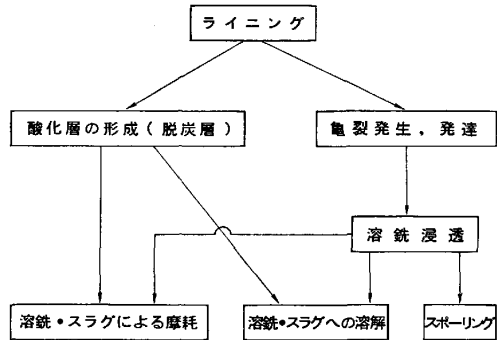 ライニング
酸化層の形成(脱炭層)
亀裂発生,発達
溶銑浸透
溶銑・スラグによる摩耗
溶銑・スラグへの溶解
スポーリング